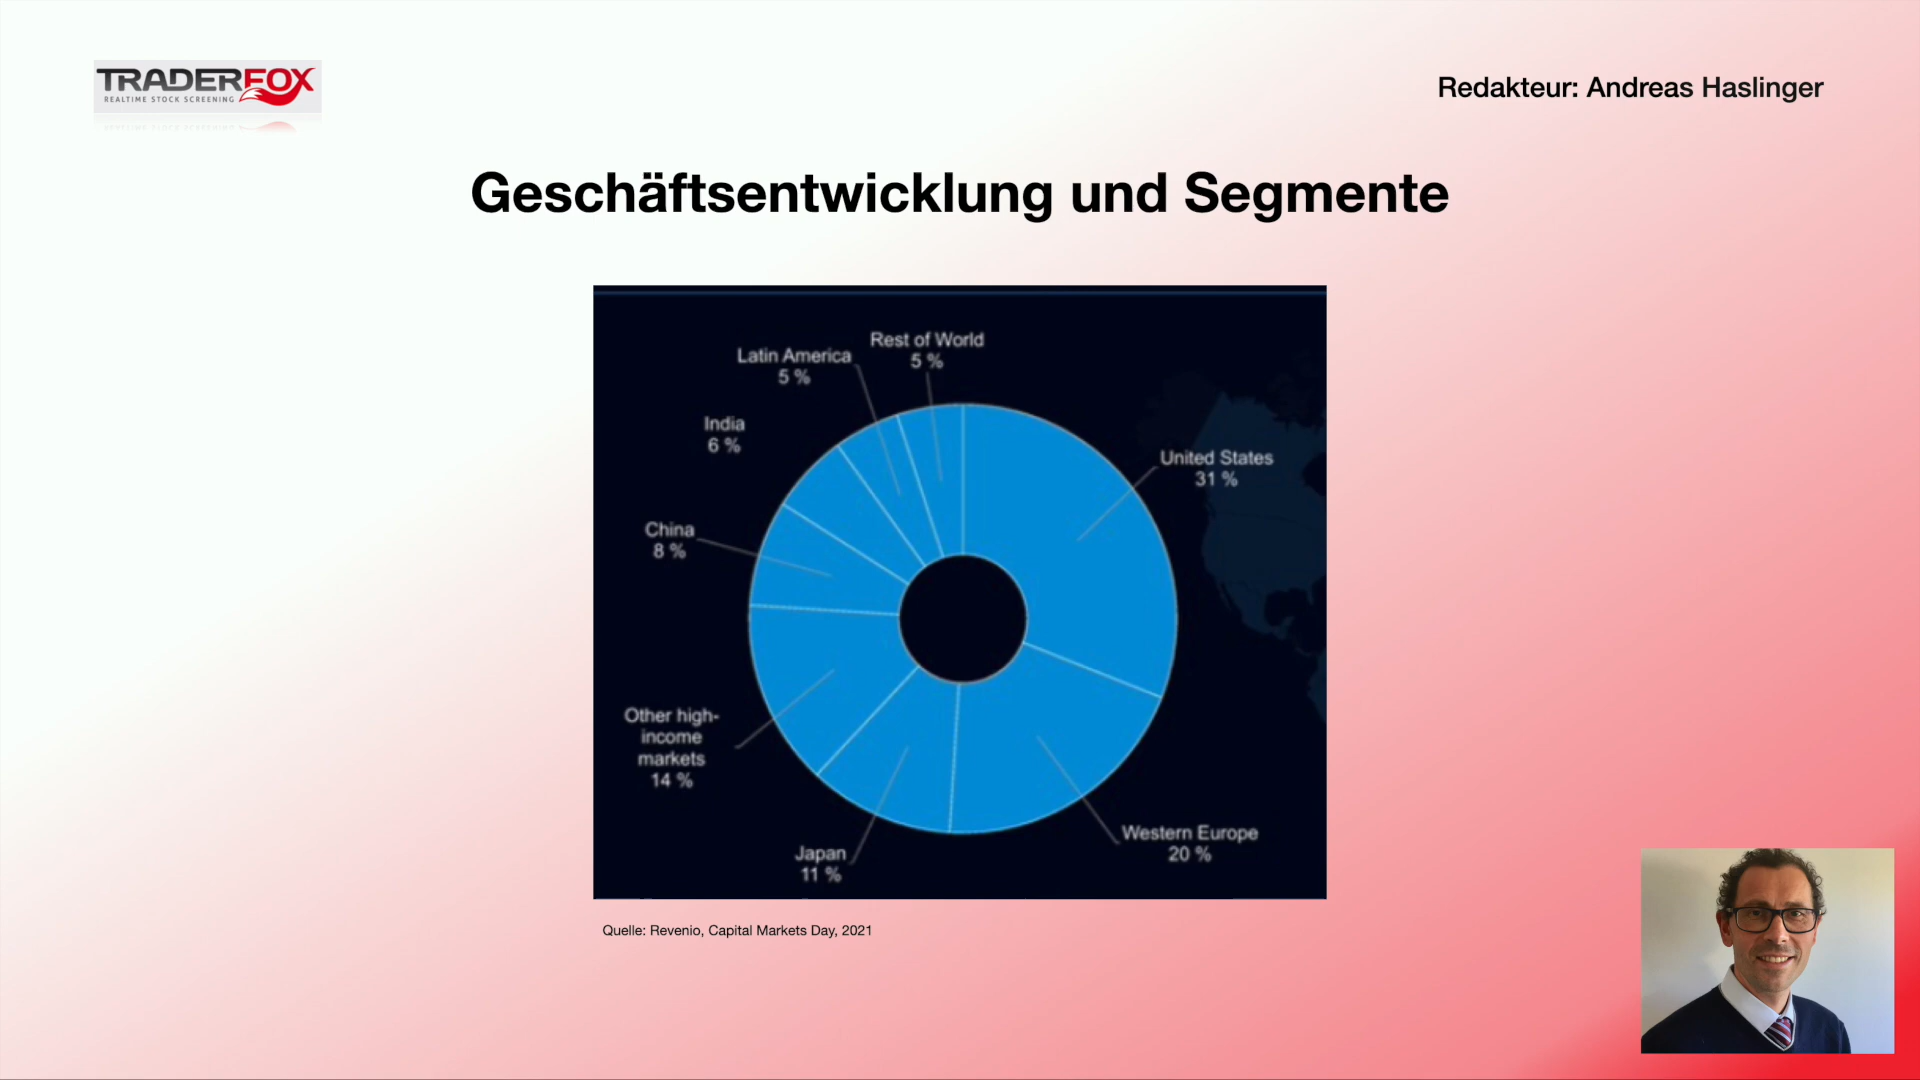 TRADERFOX
REALTIME STOCK SCREENING
Redakteur: Andreas Haslinger
Geschäftsentwicklung und Segmente
Rest of World
5 %
Latin America
5 %
India
6 %
United States
31 %
China
8 %
Other high-
income
markets
14 %
Western Europe
20 %
Japan
11 %
Quelle: Revenio, Capital Markets Day, 2021